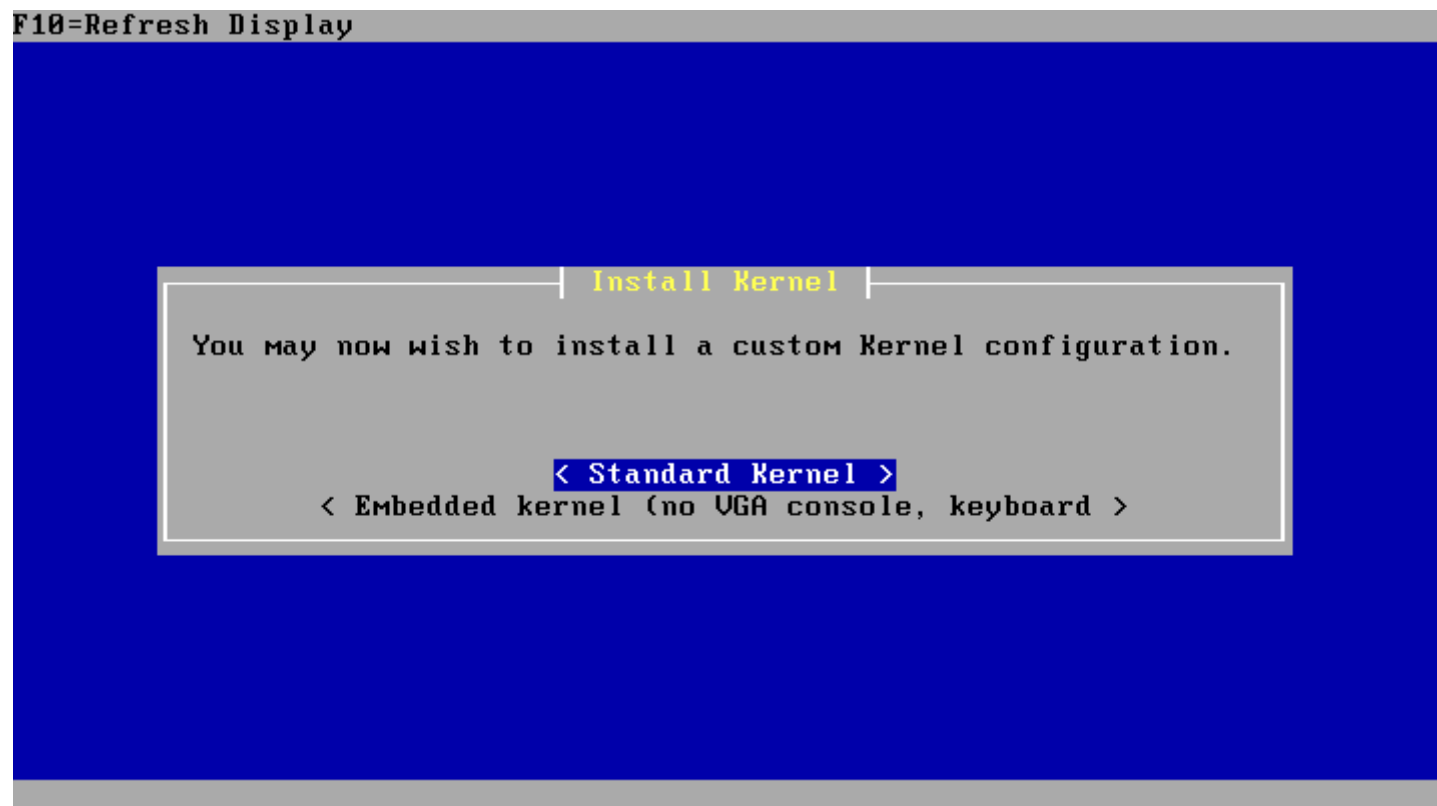 F10=Refresh Display
Install Kernel
You may now wish to install a custom Kernel configuration.
< Standard Kernel >
< Embedded kernel (no VGA console, keyboard >